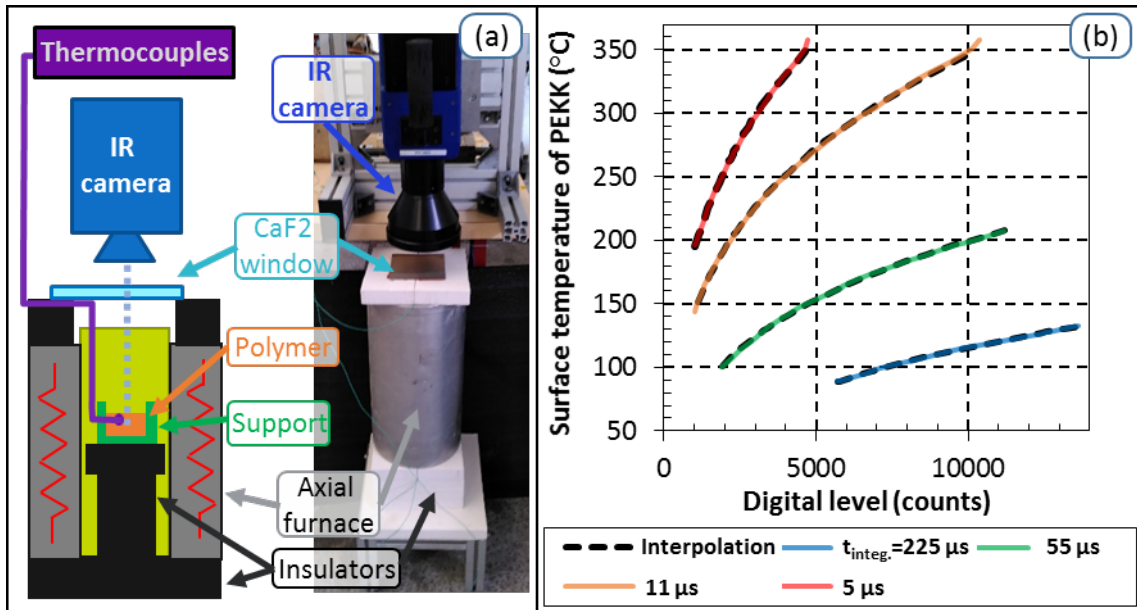 Thermocouples
(a)
IR
camera
IR
camera
CaF2
window
Polymer
Support
Axial
furnace
Insulators
(b)
Surface temperature of PEKK (°C)
350
300
250
200
150
100
50
0
5000
10000
Digital level (counts)
Interpolation
t integ.=225 µs
55 µs
11 µs
5 µs